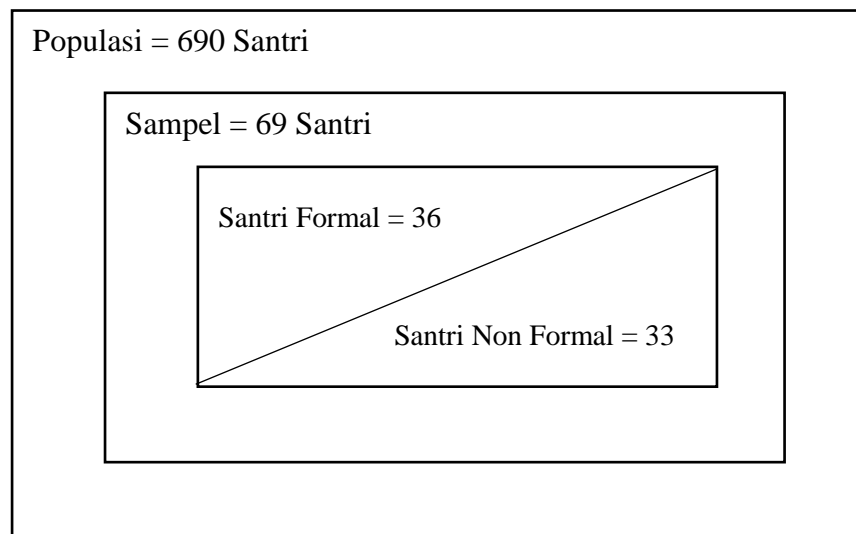 Populasi = 690 Santri
Sampel = 69 Santri
Santri Formal = 36
Santri Non Formal = 33